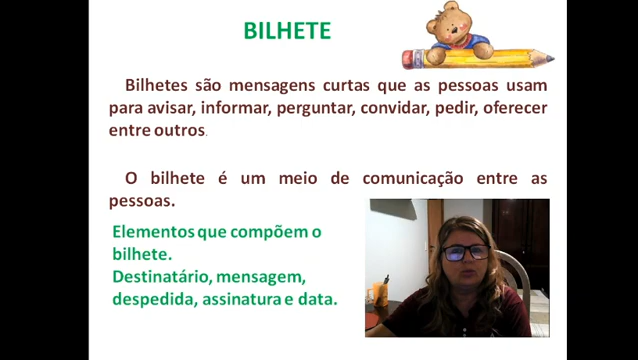 BILHETE
Bilhetes são mensagens curtas que as pessoas usam
para avisar, informar, perguntar, convidar, pedir, oferecer
entre outros.
O bilhete é um meio de comunicação entre as
pessoas.
Elementos que compõem o
bilhete.
Destinatário, mensagem,
despedida, assinatura e data.